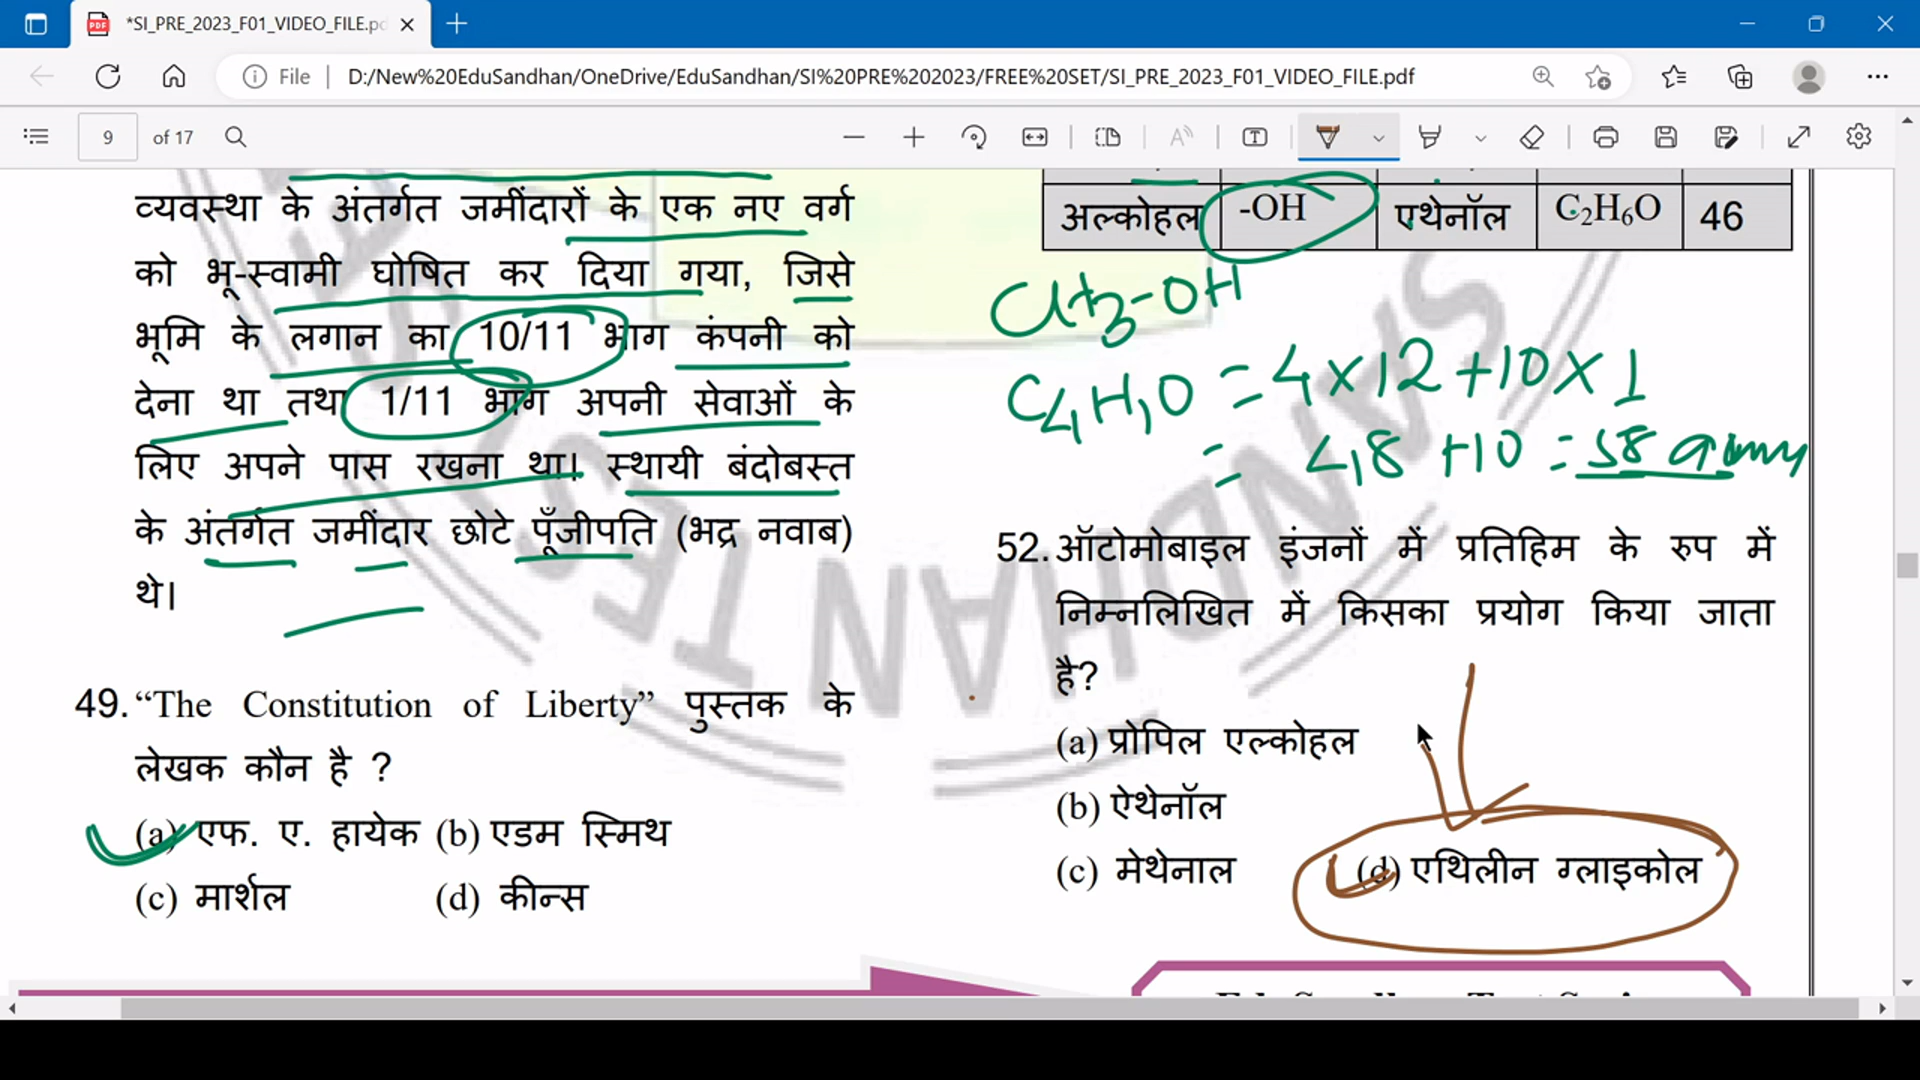 *SI_PRE_2023_F01_VIDEO_FILE.pd
File
D:/New%20EduSandhan/OneDrive/EduSandhan/SI%20PRE%202023/FREE%20SET/SI_PRE_2023_F01_VIDEO_FILE.pdf
9 of 17
व्यवस्था के अंतर्गत जमींदारों के एक नए वर्ग
को भू-स्वामी घोषित कर दिया गया, जिसे
भूमि के लगान का 10/11 भाग कंपनी को
देना था तथा 1/11 भाग अपनी सेवाओं के
लिए अपने पास रखना था। स्थायी बंदोबस्त
के अंतर्गत जमींदार छोटे पूँजीपति (भद्र नवाब)
थे।
49. “The Constitution of Liberty” पुस्तक के
लेखक कौन है ?
(a) एफ. ए. हायेक (b) एडम स्मिथ
(c) मार्शल (d) कीन्स
अल्कोहल -OH एथेनॉल C₂H₆O 46
CH3-OH
= 4×12+10×1
= 48+10 = 58
52. ऑटोमोबाइल इंजनों में प्रतिहिम के रुप में
निम्नलिखित में किसका प्रयोग किया जाता
है?
(a) प्रोपिल एल्कोहल
(b) ऐथेनॉल
(c) मेथेनाल (d) एथिलीन ग्लाइकोल
SANDHAN